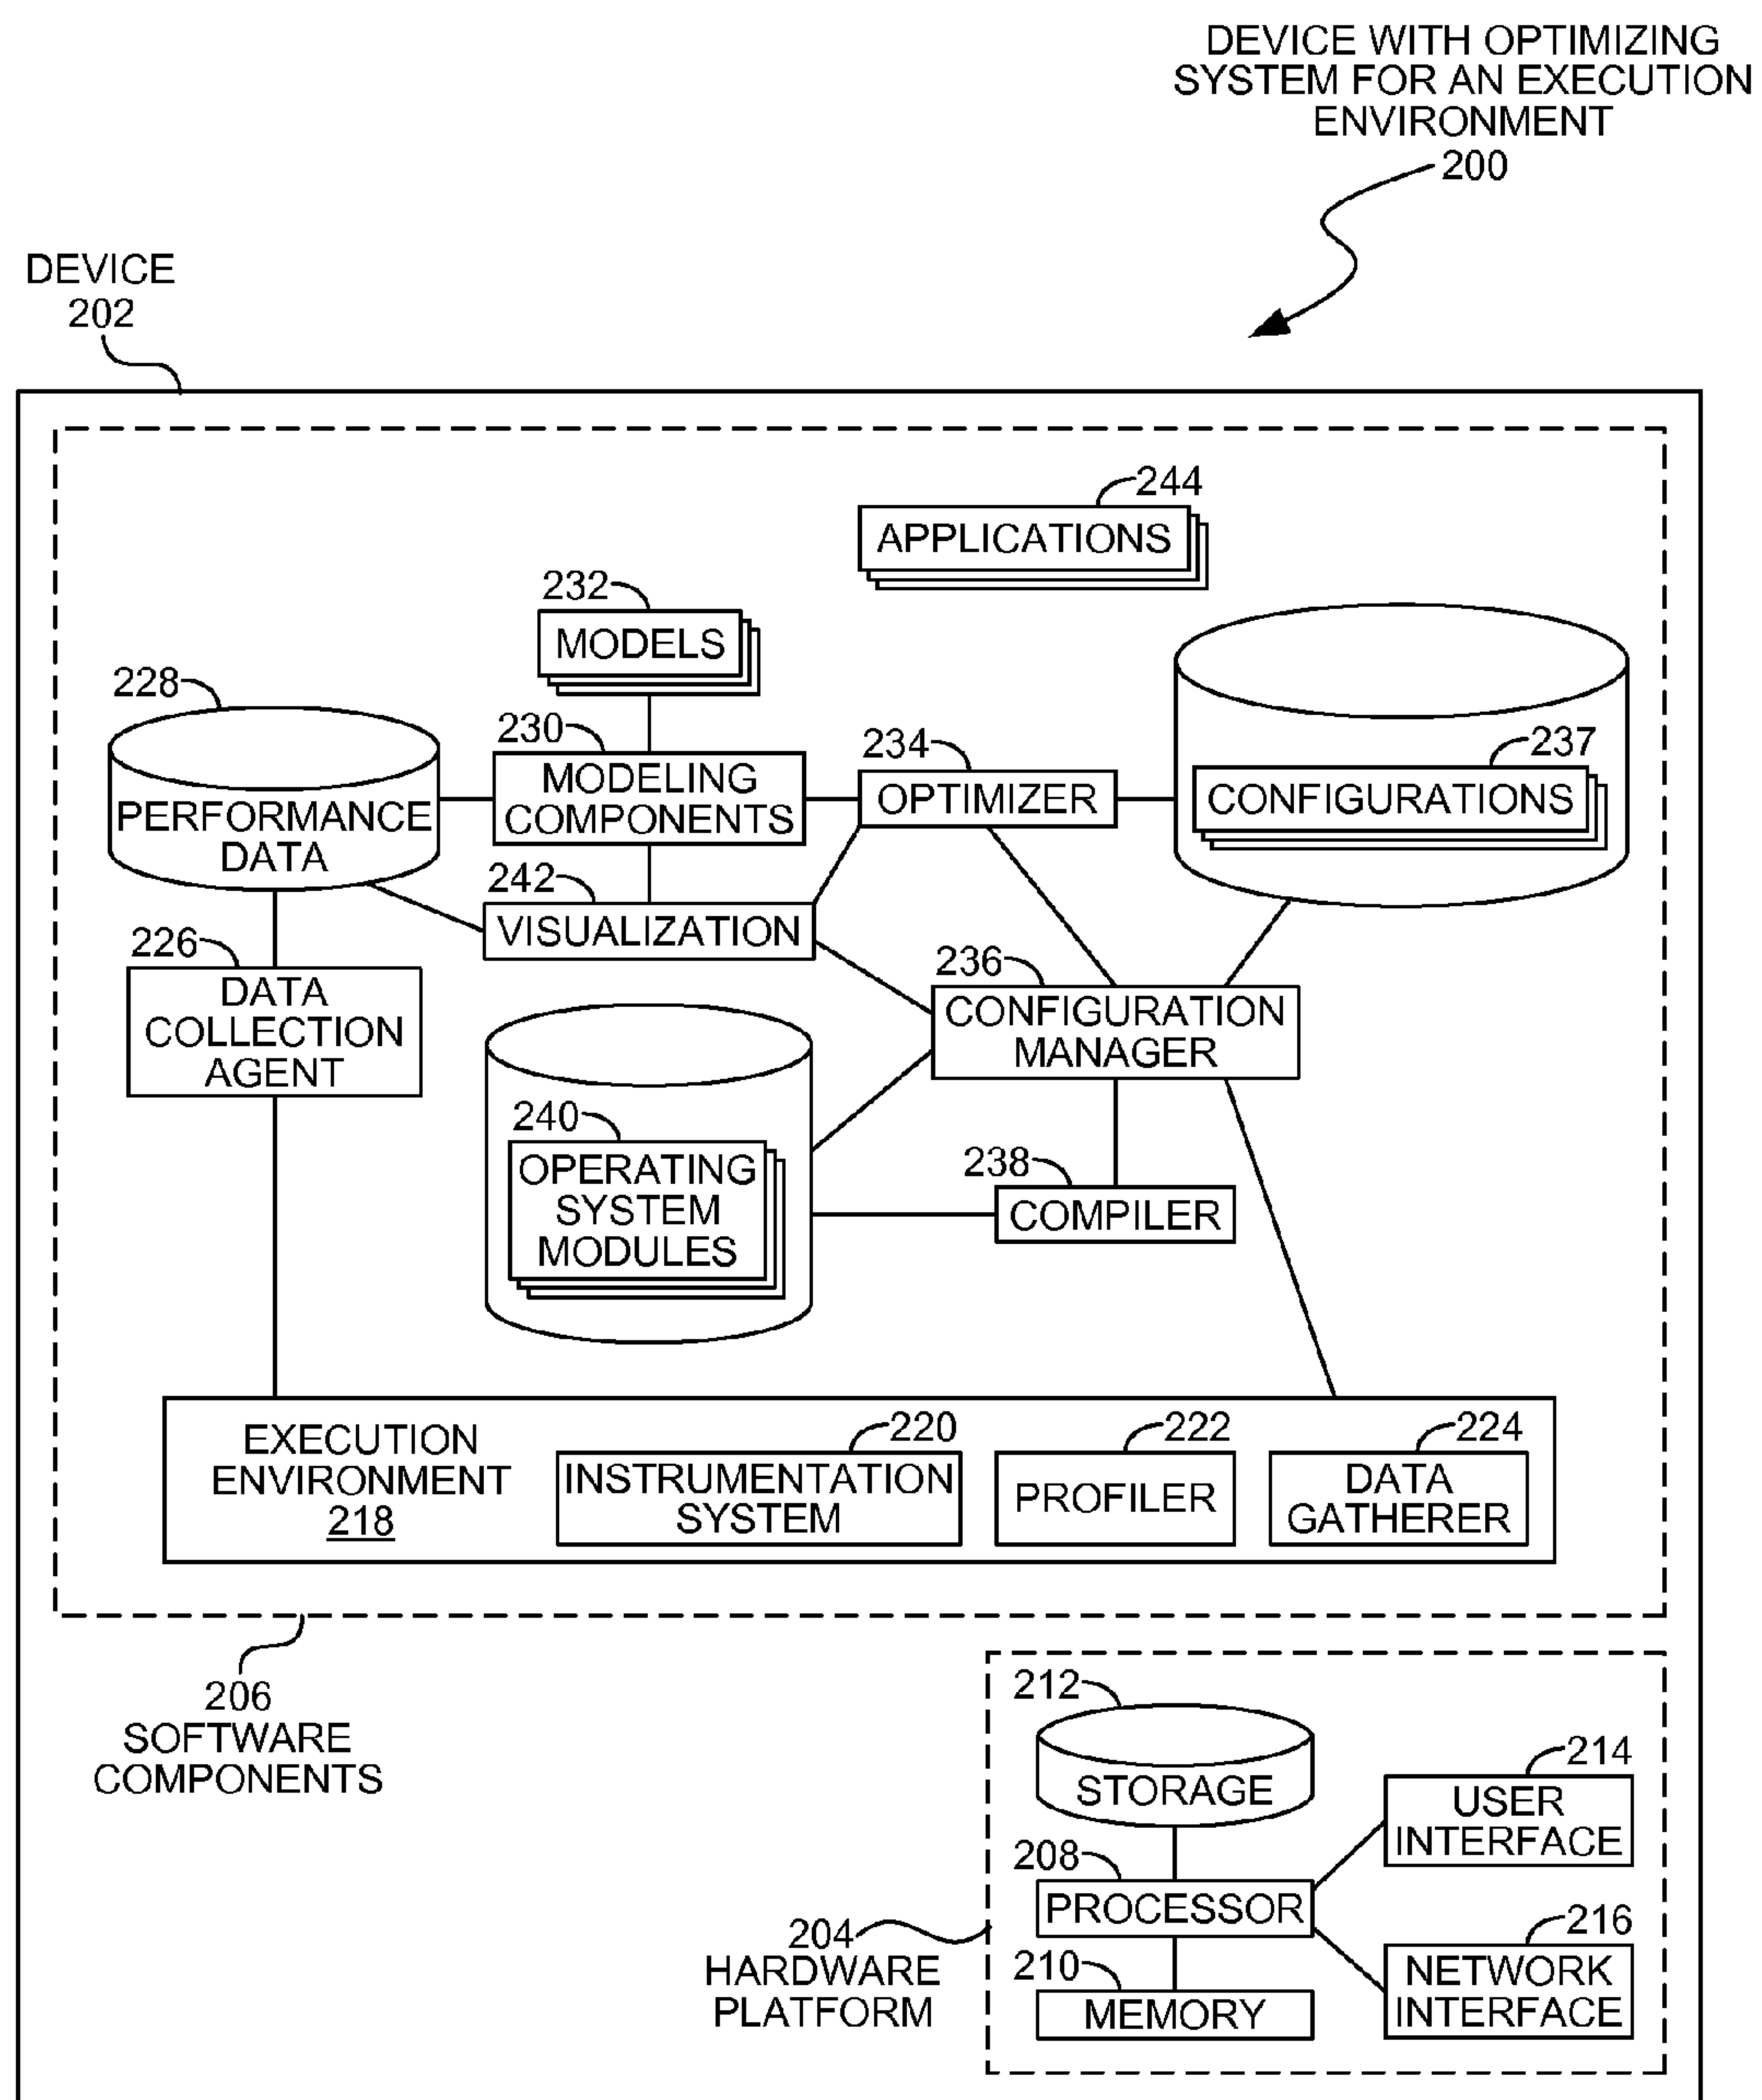 DEVICE WITH OPTIMIZING
SYSTEM FOR AN EXECUTION
ENVIRONMENT
200
DEVICE
202
244
APPLICATIONS
232
MODELS
228
PERFORMANCE
DATA
230
MODELING
COMPONENTS
234
OPTIMIZER
237
CONFIGURATIONS
242
VISUALIZATION
226
DATA
COLLECTION
AGENT
236
CONFIGURATION
MANAGER
240
OPERATING
SYSTEM
MODULES
238
COMPILER
EXECUTION
ENVIRONMENT
218
220
INSTRUMENTATION
SYSTEM
222
PROFILER
224
DATA
GATHERER
206
SOFTWARE
COMPONENTS
212
STORAGE
214
USER
INTERFACE
208
PROCESSOR
204
HARDWARE
PLATFORM
210
MEMORY
216
NETWORK
INTERFACE